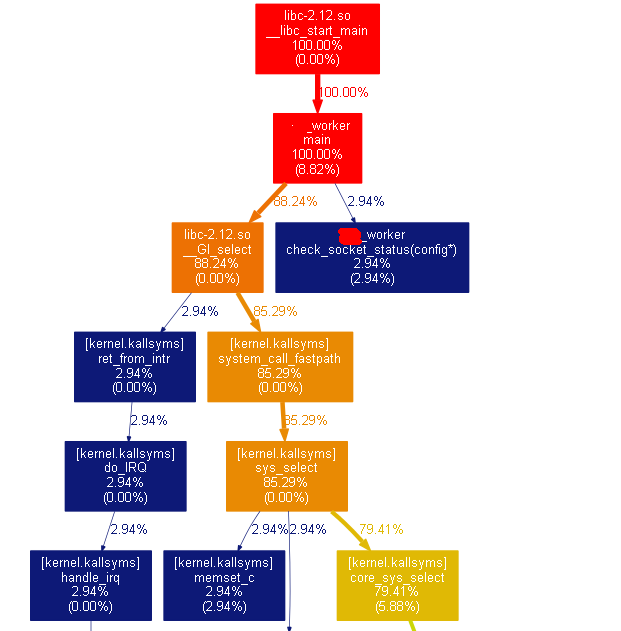 libc-2.12.so
__libc_start_main
100.00%
(0.00%)
100.00%
_worker
main
100.00%
(8.82%)
88.24%
2.94%
libc-2.12.so
__GI_select
88.24%
(0.00%)
_worker
check_socket_status(config*)
2.94%
(2.94%)
2.94%
85.29%
[kernel.kallsyms]
ret_from_intr
2.94%
(0.00%)
[kernel.kallsyms]
system_call_fastpath
85.29%
(0.00%)
2.94%
85.29%
[kernel.kallsyms]
do_IRQ
2.94%
(0.00%)
[kernel.kallsyms]
sys_select
85.29%
(0.00%)
2.94%
2.94%
2.94%
79.41%
[kernel.kallsyms]
handle_irq
2.94%
(0.00%)
[kernel.kallsyms]
memset_c
2.94%
(2.94%)
[kernel.kallsyms]
core_sys_select
79.41%
(5.88%)